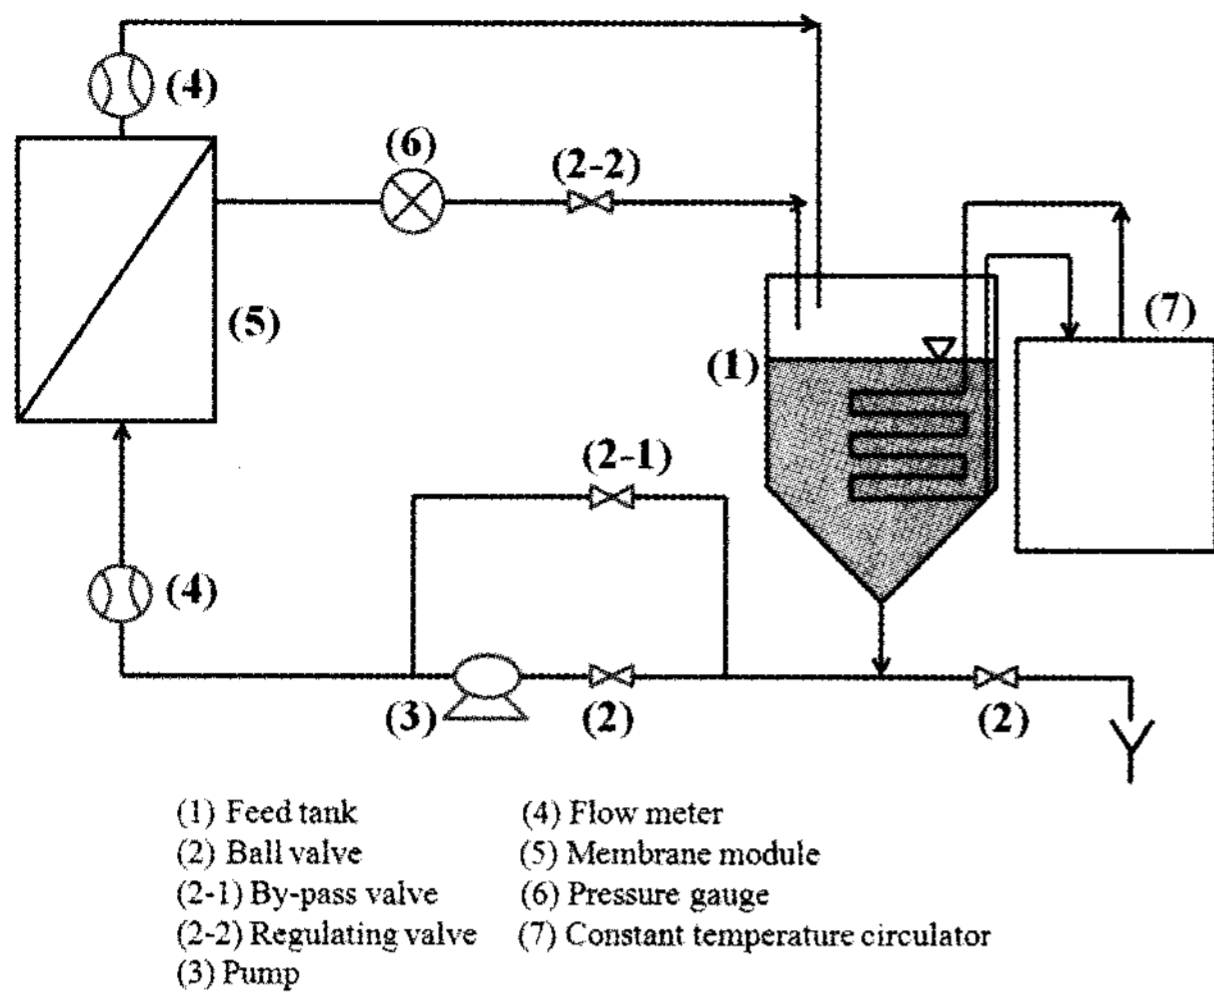 (4)
(6)
(2-2)
(5)
(7)
(1)
(2-1)
(4)
(3)
(2)
(2)
(1) Feed tank
(4) Flow meter
(2) Ball valve
(5) Membrane module
(2-1) By-pass valve
(6) Pressure gauge
(2-2) Regulating valve
(7) Constant temperature circulator
(3) Pump